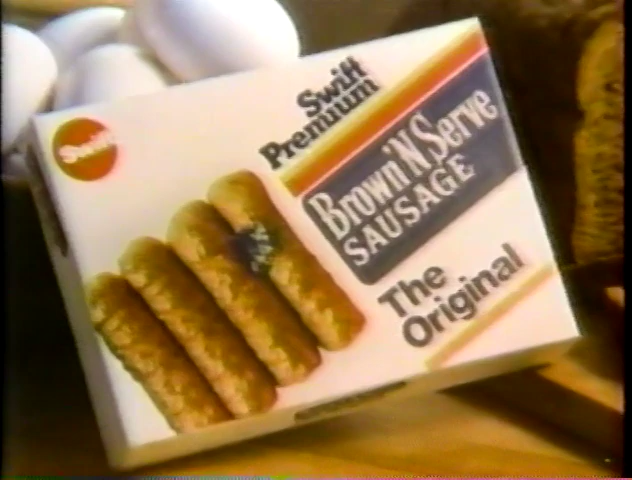 Swift
Swift
Premium
Brown 'N Serve
SAUSAGE
The
Original